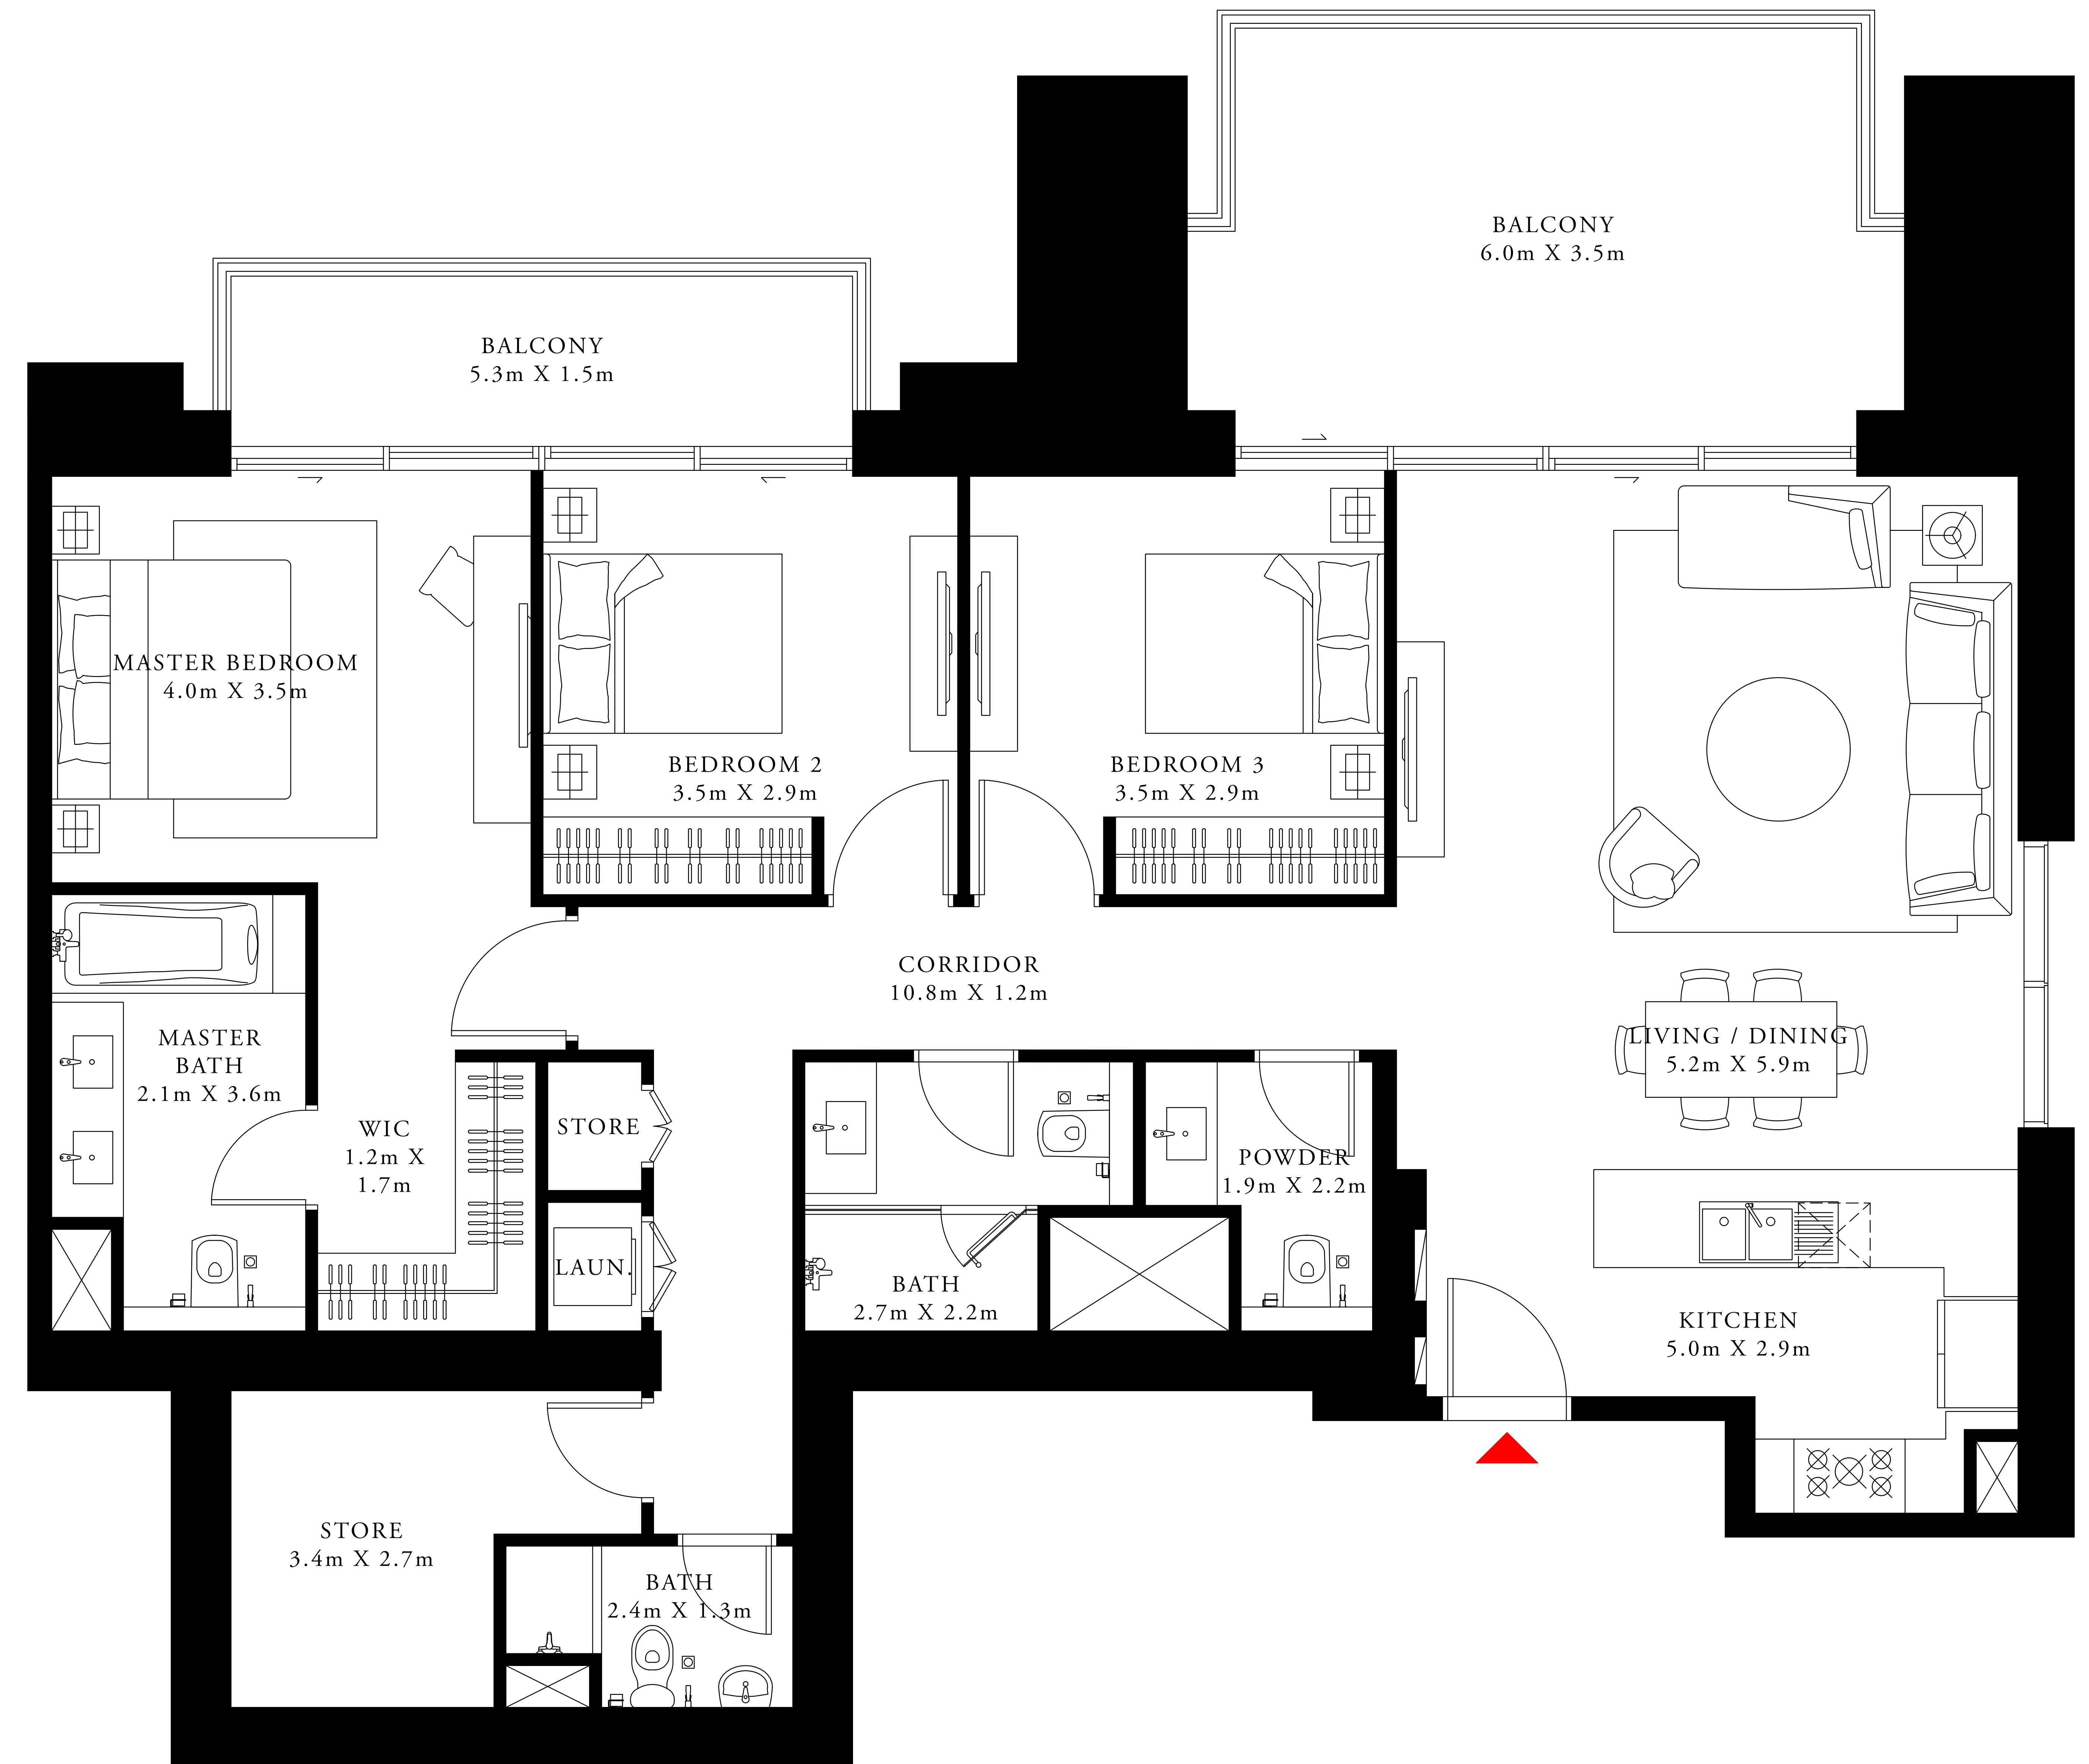 BALCONY
6.0m X 3.5m
BALCONY
5.3m X 1.5m
MASTER BEDROOM
4.0m X 3.5m
BEDROOM 2
3.5m X 2.9m
BEDROOM 3
3.5m X 2.9m
CORRIDOR
10.8m X 1.2m
LIVING / DINING
5.2m X 5.9m
MASTER
BATH
2.1m X 3.6m
WIC
1.2m X
1.7m
STORE
LAUN.
POWDER
1.9m X 2.2m
BATH
2.7m X 2.2m
KITCHEN
5.0m X 2.9m
STORE
3.4m X 2.7m
BATH
2.4m X 1.3m